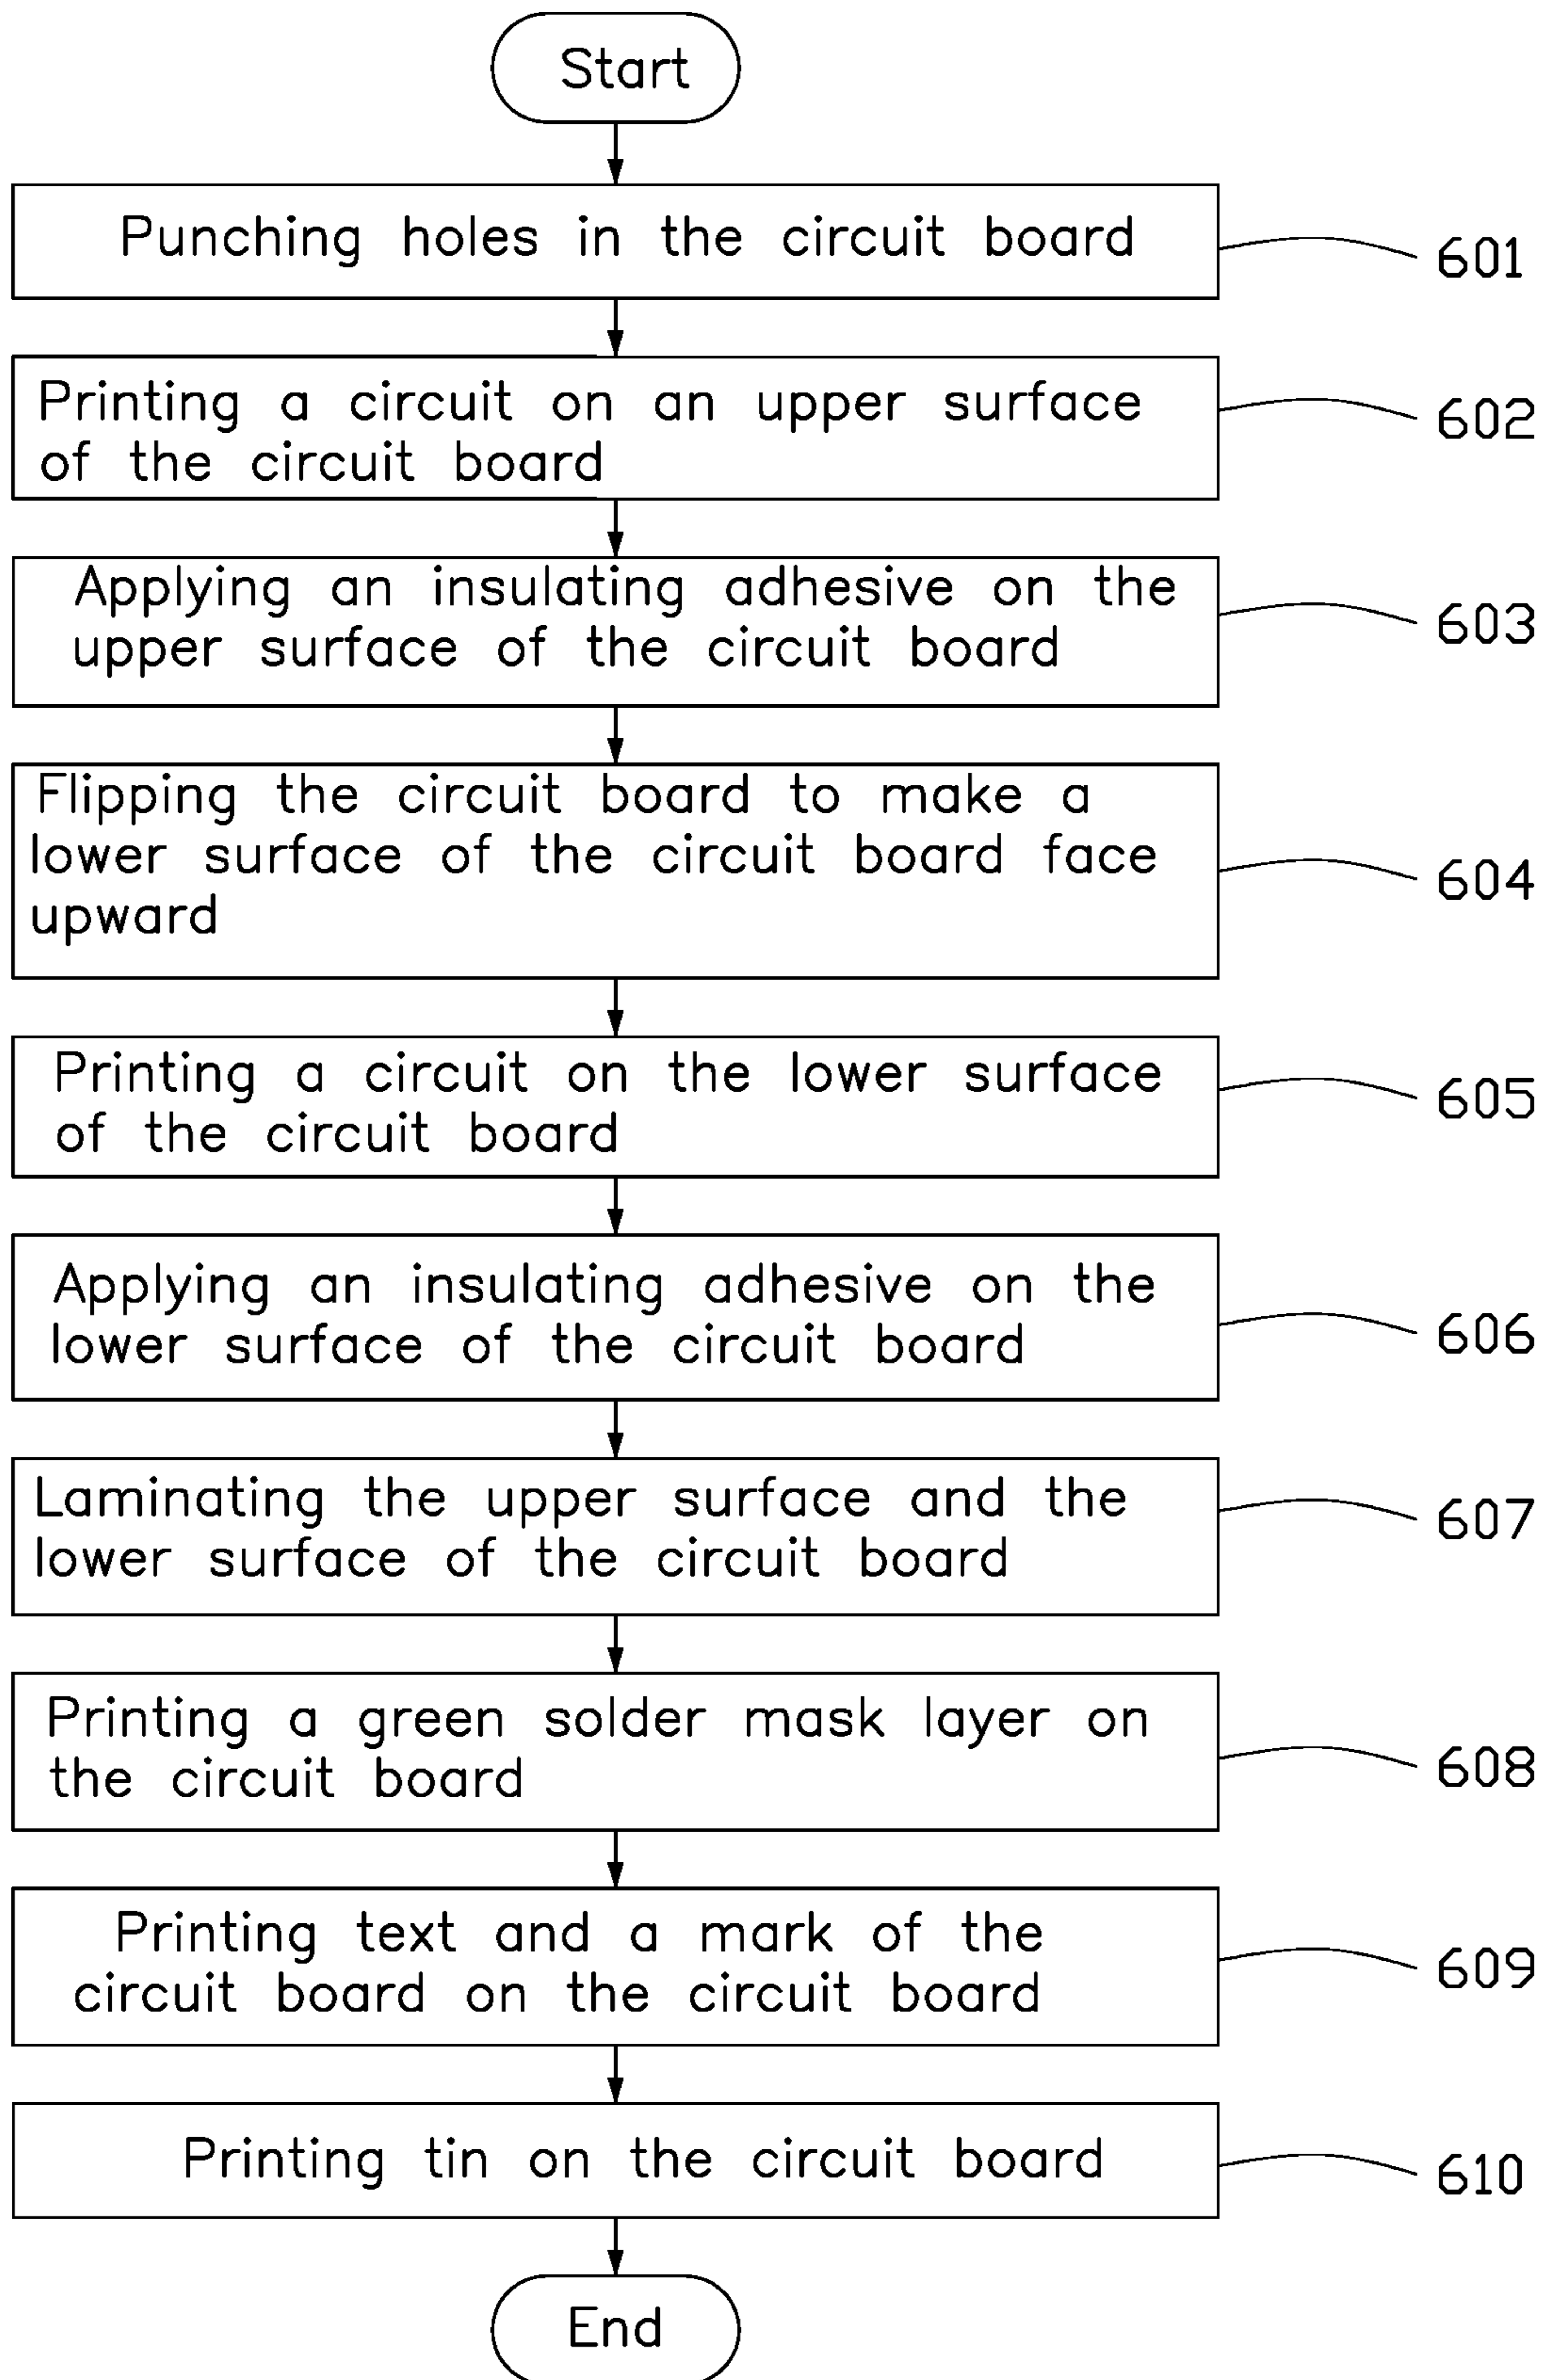 Start
Punching holes in the circuit board
601
Printing a circuit on an upper surface
of the circuit board
602
Applying an insulating adhesive on the
upper surface of the circuit board
603
Flipping the circuit board to make a
lower surface of the circuit board face
upward
604
Printing a circuit on the lower surface
of the circuit board
605
Applying an insulating adhesive on the
lower surface of the circuit board
606
Laminating the upper surface and the
lower surface of the circuit board
607
Printing a green solder mask layer on
the circuit board
608
Printing text and a mark of the
circuit board on the circuit board
609
Printing tin on the circuit board
610
End